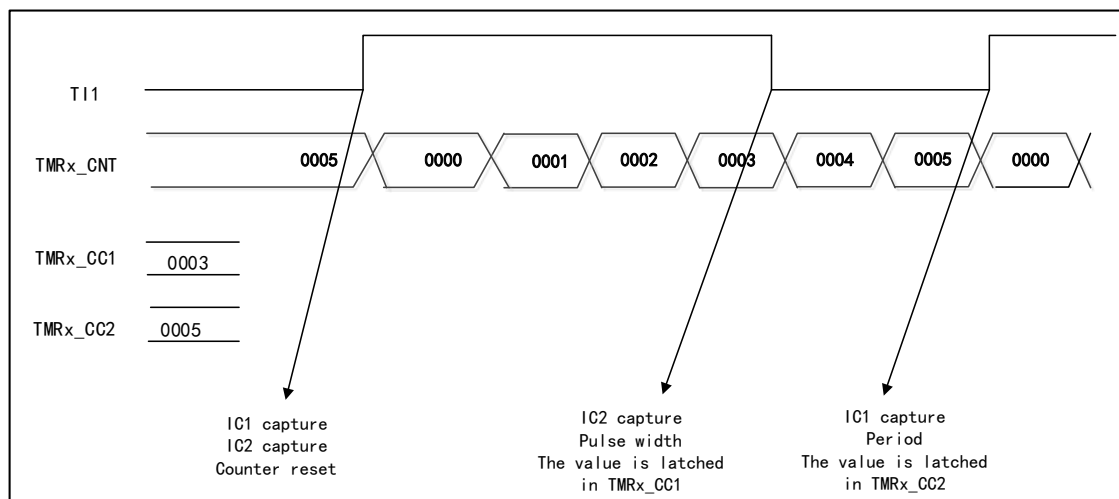 TI1
TMRx_CNT
0005 0000 0001 0002 0003 0004 0005 0000
TMRx_CC1
0003
TMRx_CC2
0005
IC1 capture
IC2 capture
Counter reset
IC2 capture
Pulse width
The value is latched
in TMRx_CC1
IC1 capture
Period
The value is latched
in TMRx_CC2